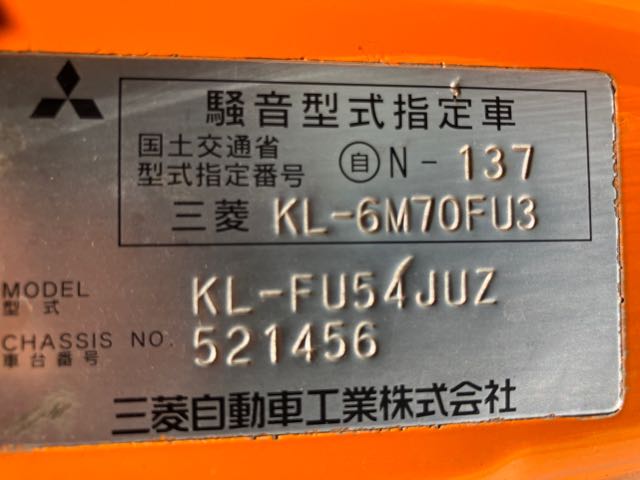 騒音型式指定車
国土交通省
型式指定番号 自 N- 137
三菱 KL-6M70FU3
MODEL
型式 KL-FU54JUZ
CHASSIS NO.
車台番号 521456
三菱自動車工業株式会社